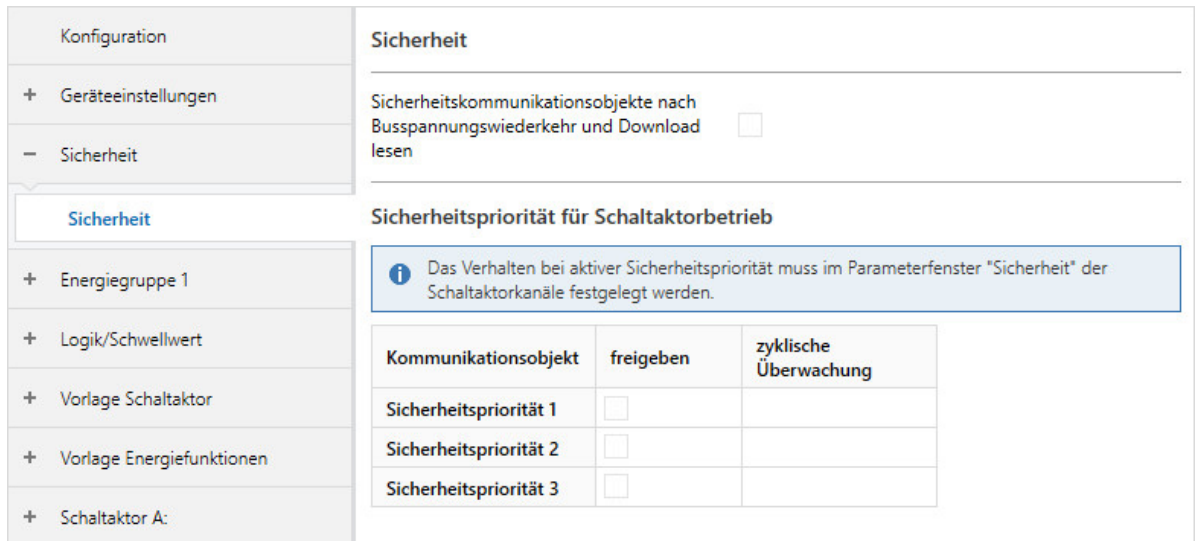 Konfiguration
+ Geräteeinstellungen
− Sicherheit
Sicherheit
+ Energiegruppe 1
+ Logik/Schwellwert
+ Vorlage Schaltaktor
+ Vorlage Energiefunktionen
+ Schaltaktor A:
Sicherheit
Sicherheitskommunikationsobjekte nach
Busspannungswiederkehr und Download
lesen
Sicherheitspriorität für Schaltaktorbetrieb
Das Verhalten bei aktiver Sicherheitspriorität muss im Parameterfenster "Sicherheit" der
Schaltaktorkanäle festgelegt werden.
Kommunikationsobjekt freigeben zyklische
Überwachung
Sicherheitspriorität 1
Sicherheitspriorität 2
Sicherheitspriorität 3